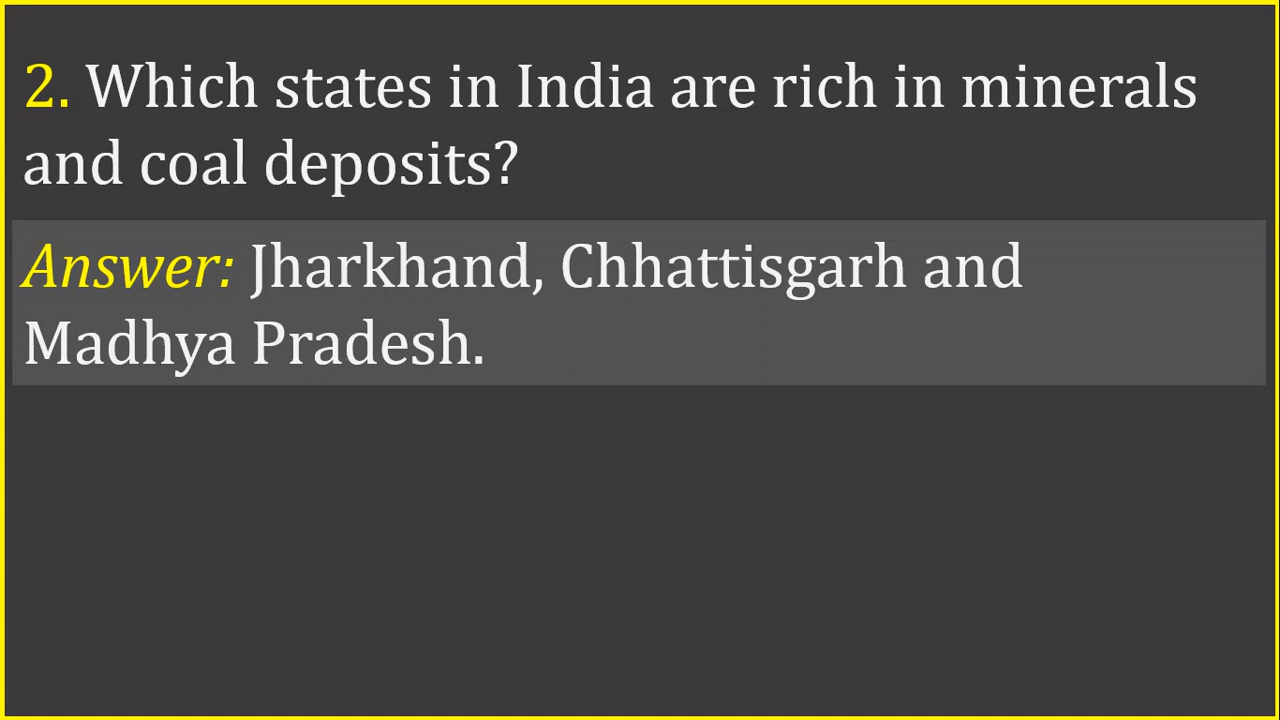 2. Which states in India are rich in minerals
and coal deposits?
Answer: Jharkhand, Chhattisgarh and
Madhya Pradesh.